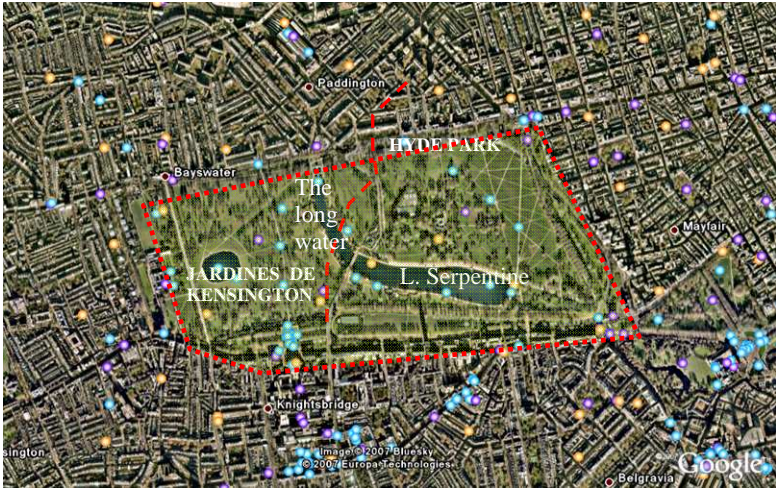 Paddington
HYDE PARK
Bayswater
The
long
water
Mayfair
JARDINES DE
KENSINGTON
L. Serpentine
Knightsbridge
sington
Image © 2007 Bluesky
© 2007 Europa Technologies
Google
Belgravia